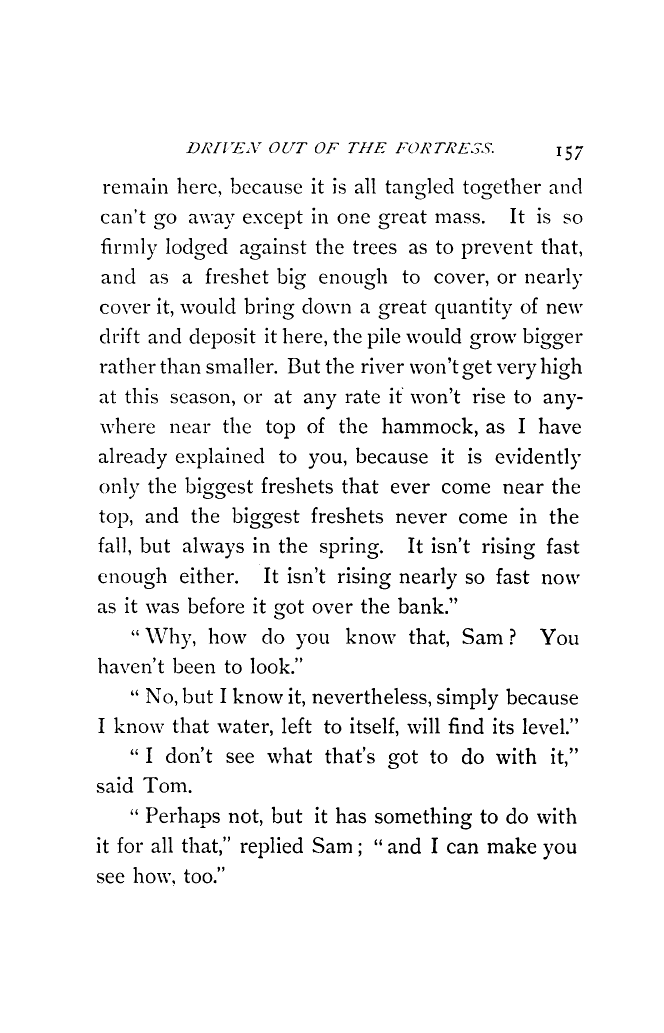 DRIVEN OUT OF THE FORTRESS. 157
remain here, because it is all tangled together and
can't go away except in one great mass. It is so
firmly lodged against the trees as to prevent that,
and as a freshet big enough to cover, or nearly
cover it, would bring down a great quantity of new
drift and deposit it here, the pile would grow bigger
rather than smaller. But the river won't get very high
at this season, or at any rate it won't rise to any-
where near the top of the hammock, as I have
already explained to you, because it is evidently
only the biggest freshets that ever come near the
top, and the biggest freshets never come in the
fall, but always in the spring. It isn't rising fast
enough either. It isn't rising nearly so fast now
as it was before it got over the bank."
"Why, how do you know that, Sam? You
haven't been to look."
"No, but I know it, nevertheless, simply because
I know that water, left to itself, will find its level."
"I don't see what that's got to do with it,"
said Tom.
"Perhaps not, but it has something to do with
it for all that," replied Sam; "and I can make you
see how, too."